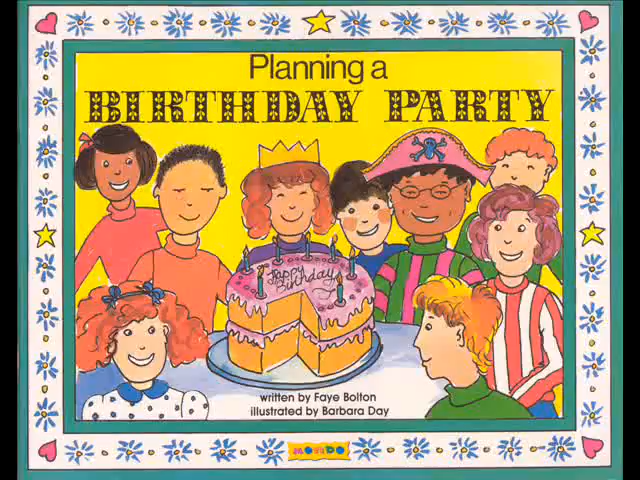 Planning a
BIRTHDAY PARTY
Happy
Birthday
written by Faye Bolton
illustrated by Barbara Day
MONDO